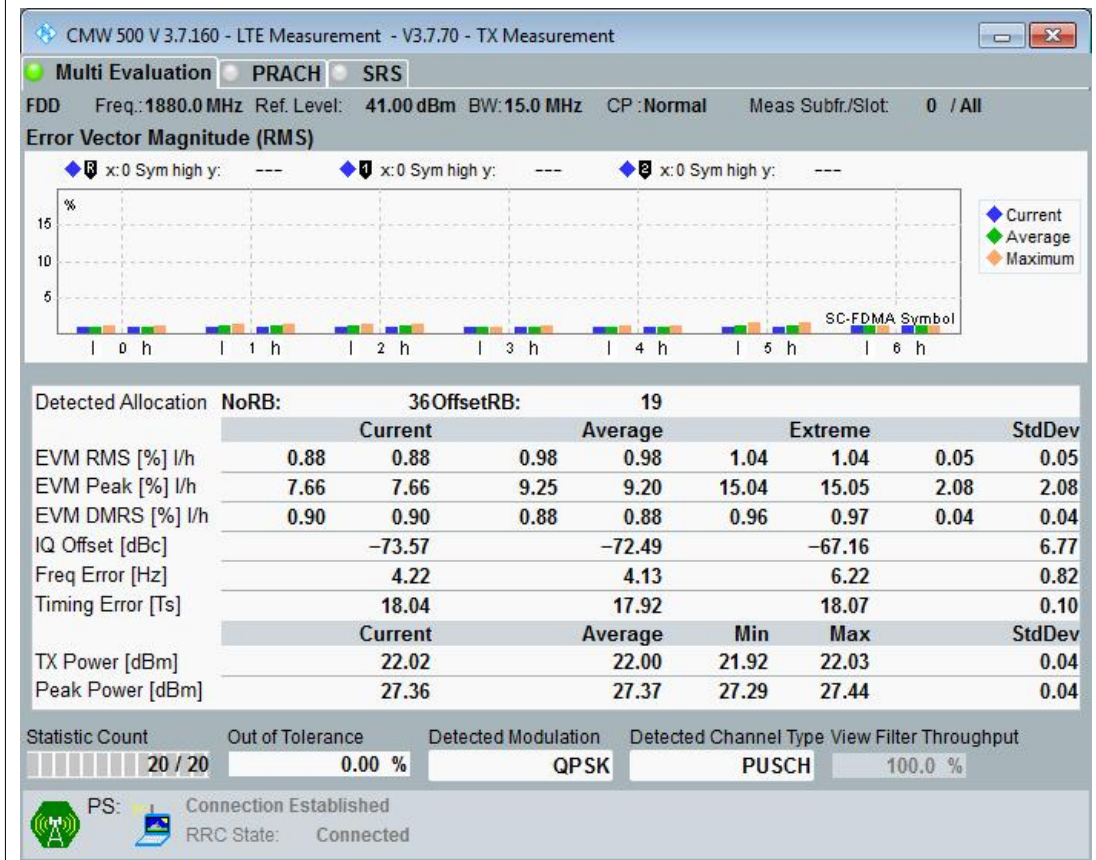 CMW 500 V 3.7.160 - LTE Measurement - V3.7.70 - TX Measurement
Multi Evaluation PRACH SRS
FDD Freq.: 1880.0 MHz Ref. Level: 41.00 dBm BW: 15.0 MHz CP : Normal Meas Subfr./Slot: 0 / All
Error Vector Magnitude (RMS)
R x: 0 Sym high y: --- 1 x: 0 Sym high y: --- 2 x: 0 Sym high y: ---
%
15
10
5
Current
Average
Maximum
SC-FDMA Symbol
l 0 h l 1 h l 2 h l 3 h l 4 h l 5 h l 6 h
Detected Allocation NoRB: 36 OffsetRB: 19
Current Average Extreme StdDev
EVM RMS [%] l/h 0.88 0.88 0.98 0.98 1.04 1.04 0.05 0.05
EVM Peak [%] l/h 7.66 7.66 9.25 9.20 15.04 15.05 2.08 2.08
EVM DMRS [%] l/h 0.90 0.90 0.88 0.88 0.96 0.97 0.04 0.04
IQ Offset [dBc] −73.57 −72.49 −67.16 6.77
Freq Error [Hz] 4.22 4.13 6.22 0.82
Timing Error [Ts] 18.04 17.92 18.07 0.10
Current Average Min Max StdDev
TX Power [dBm] 22.02 22.00 21.92 22.03 0.04
Peak Power [dBm] 27.36 27.37 27.29 27.44 0.04
Statistic Count Out of Tolerance Detected Modulation Detected Channel Type View Filter Throughput
20 / 20 0.00 % QPSK PUSCH 100.0 %
PS: Connection Established
RRC State: Connected